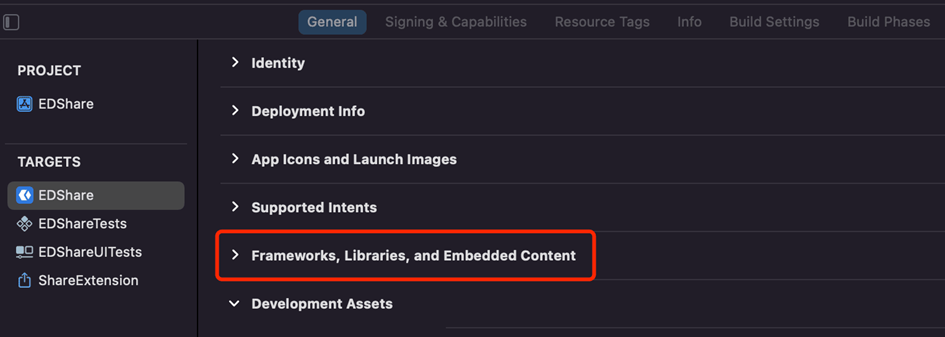 General Signing & Capabilities Resource Tags Info Build Settings Build Phases
PROJECT
EDShare
TARGETS
EDShare
EDShareTests
EDShareUITests
ShareExtension
Identity
Deployment Info
App Icons and Launch Images
Supported Intents
Frameworks, Libraries, and Embedded Content
Development Assets